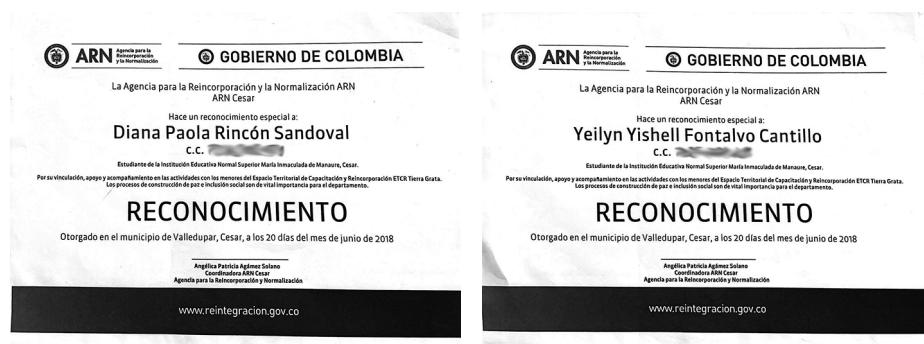 ARN Agencia para la
Reincorporación
y la Normalización
GOBIERNO DE COLOMBIA
La Agencia para la Reincorporación y la Normalización ARN
ARN Cesar
Hace un reconocimiento especial a:
Diana Paola Rincón Sandoval
C.C.
Estudiante de la Institución Educativa Normal Superior María Inmaculada de Manaure, Cesar.
Por su vinculación, apoyo y acompañamiento en las actividades con los menores del Espacio Territorial de Capacitación y Reincorporación ETCR Tierra Grata.
Los procesos de construcción de paz e inclusión social son de vital importancia para el departamento.
RECONOCIMIENTO
Otorgado en el municipio de Valledupar, Cesar, a los 20 días del mes de junio de 2018
Angélica Patricia Agámez Solano
Coordinadora ARN Cesar
Agencia para la Reincorporación y Normalización
www.reintegracion.gov.co
ARN Agencia para la
Reincorporación
y la Normalización
GOBIERNO DE COLOMBIA
La Agencia para la Reincorporación y la Normalización ARN
ARN Cesar
Hace un reconocimiento especial a:
Yeilyn Yishell Fontalvo Cantillo
C.C.
Estudiante de la Institución Educativa Normal Superior María Inmaculada de Manaure, Cesar.
Por su vinculación, apoyo y acompañamiento en las actividades con los menores del Espacio Territorial de Capacitación y Reincorporación ETCR Tierra Grata.
Los procesos de construcción de paz e inclusión social son de vital importancia para el departamento.
RECONOCIMIENTO
Otorgado en el municipio de Valledupar, Cesar, a los 20 días del mes de junio de 2018
Angélica Patricia Agámez Solano
Coordinadora ARN Cesar
Agencia para la Reincorporación y Normalización
www.reintegracion.gov.co